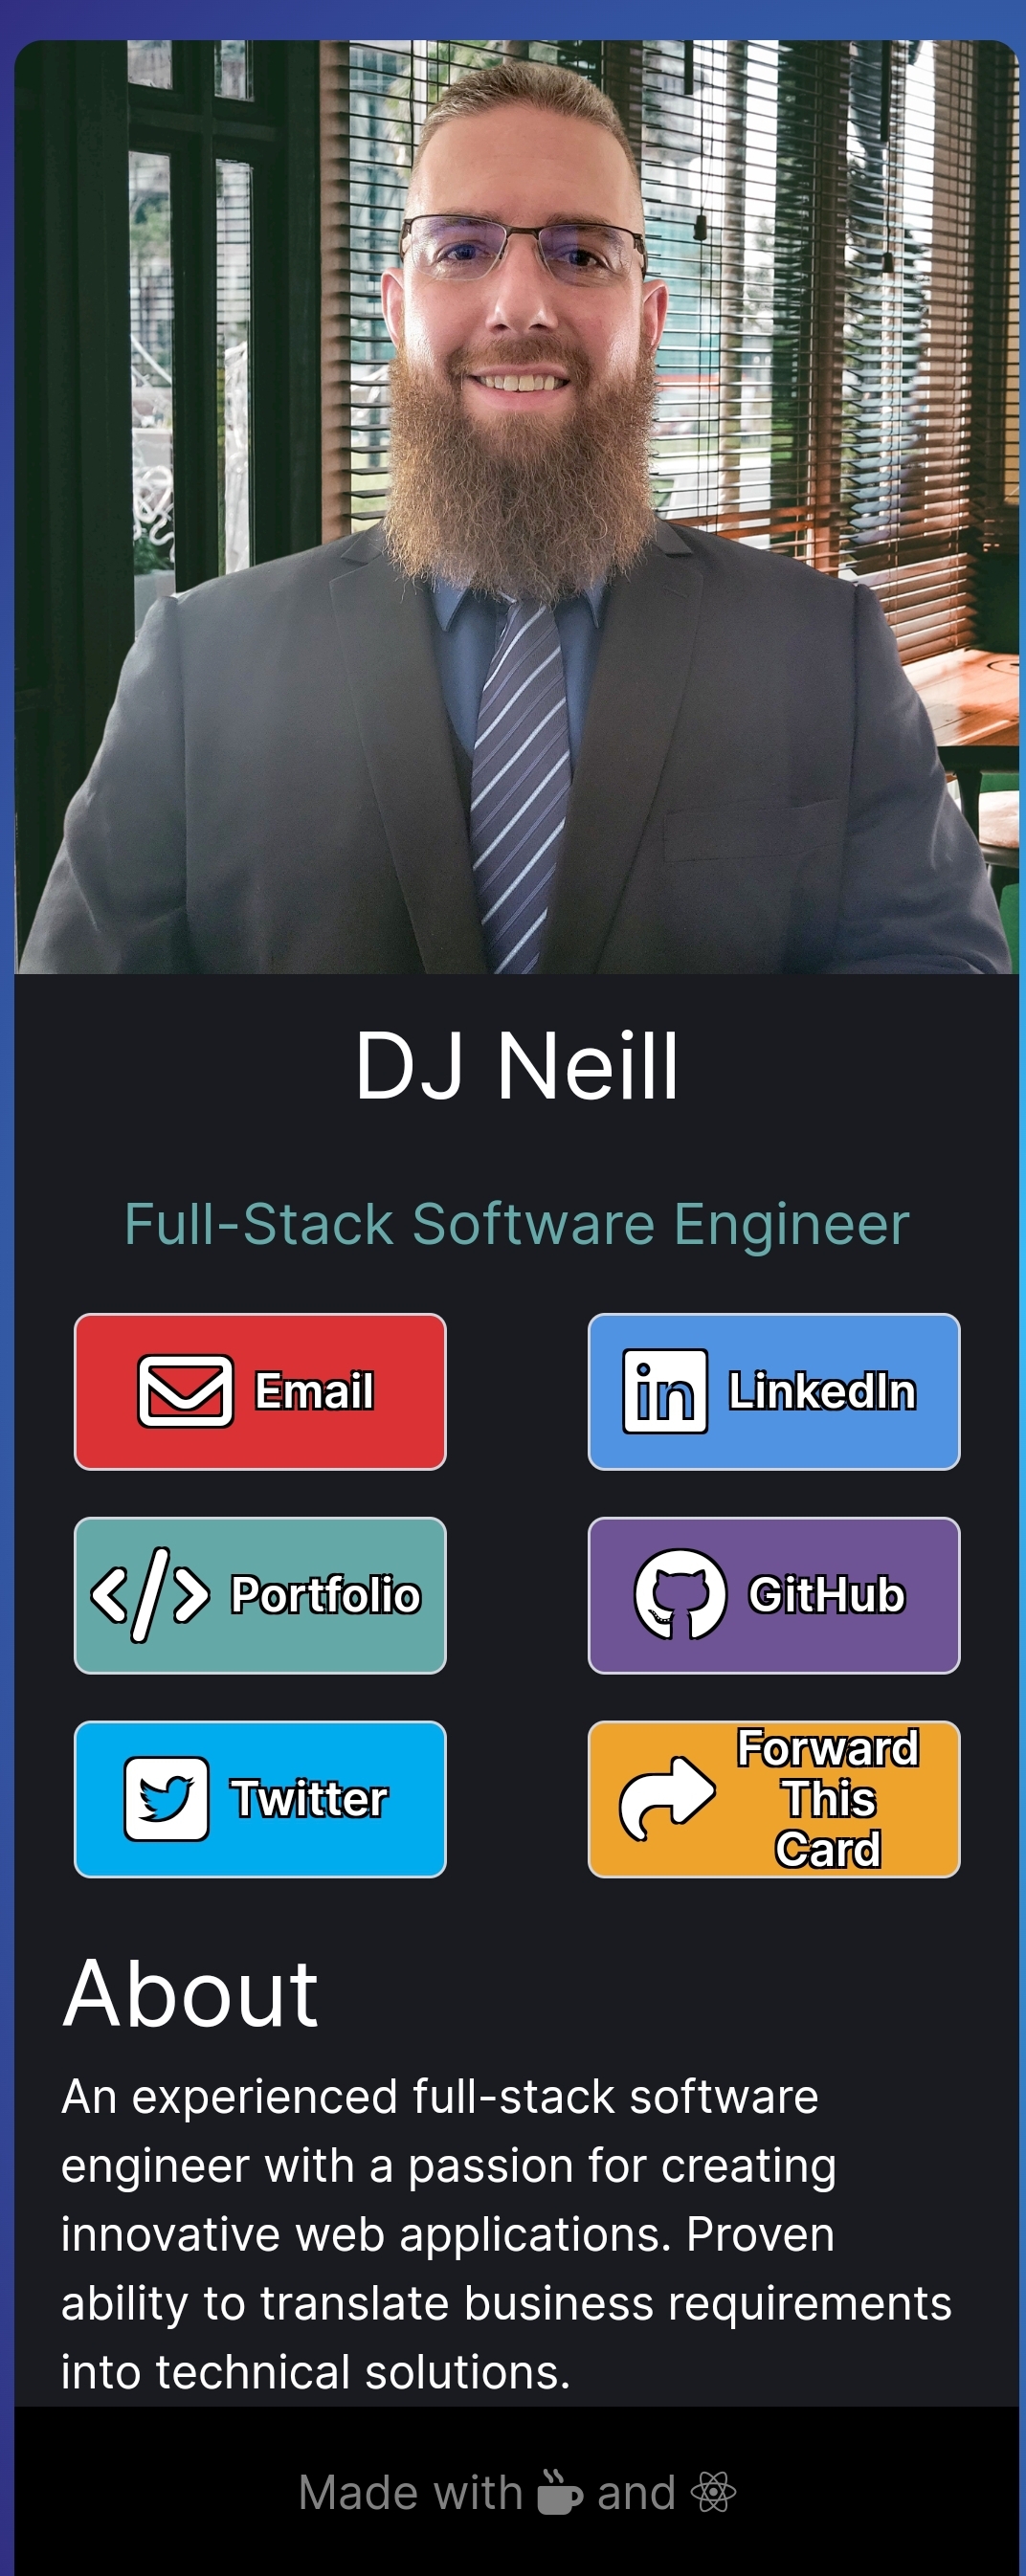 DJ Neill
Full-Stack Software Engineer
Email
in LinkedIn
</> Portfolio
GitHub
Twitter
Forward
This
Card
About
An experienced full-stack software
engineer with a passion for creating
innovative web applications. Proven
ability to translate business requirements
into technical solutions.
Made with and